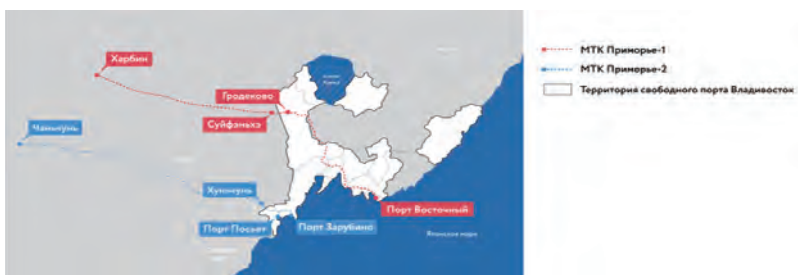 Харбин
Гродеково
Суйфэньхэ
Чанчунь
Хуньчунь
Порт Посьет
Порт Зарубино
Порт Восточный
Японское море
МТК Приморье-1
МТК Приморье-2
Территория свободного порта Владивосток